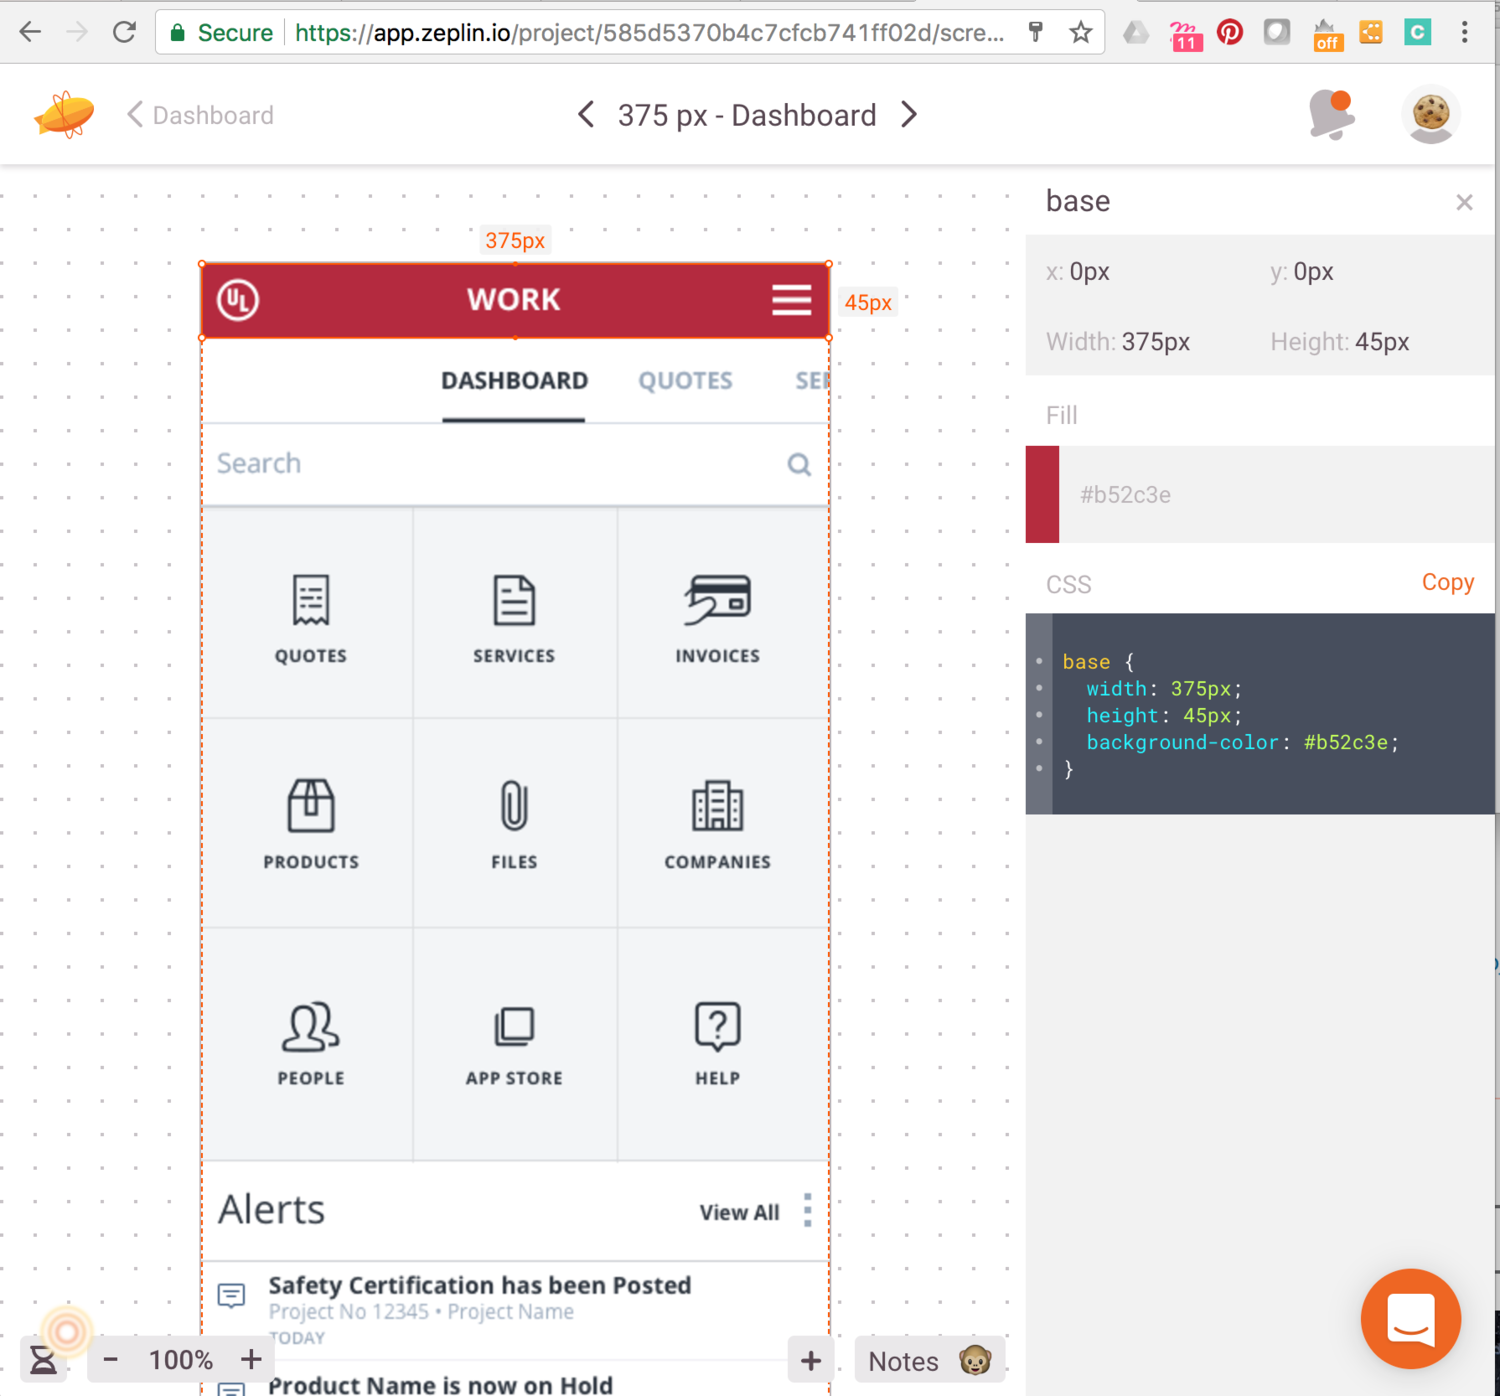 Secure https://app.zeplin.io/project/585d5370b4c7cfcb741ff02d/scre...
11
off
C
Dashboard
375 px - Dashboard
base
x: 0px y: 0px
Width: 375px Height: 45px
Fill
#b52c3e
CSS Copy
base {
width: 375px;
height: 45px;
background-color: #b52c3e;
}
375px
45px
UL WORK
DASHBOARD QUOTES
Search
QUOTES SERVICES INVOICES
PRODUCTS FILES COMPANIES
PEOPLE APP STORE HELP
Alerts View All
Safety Certification has been Posted
Project No 12345 • Project Name
TODAY
Product Name is now on Hold
100%
Notes